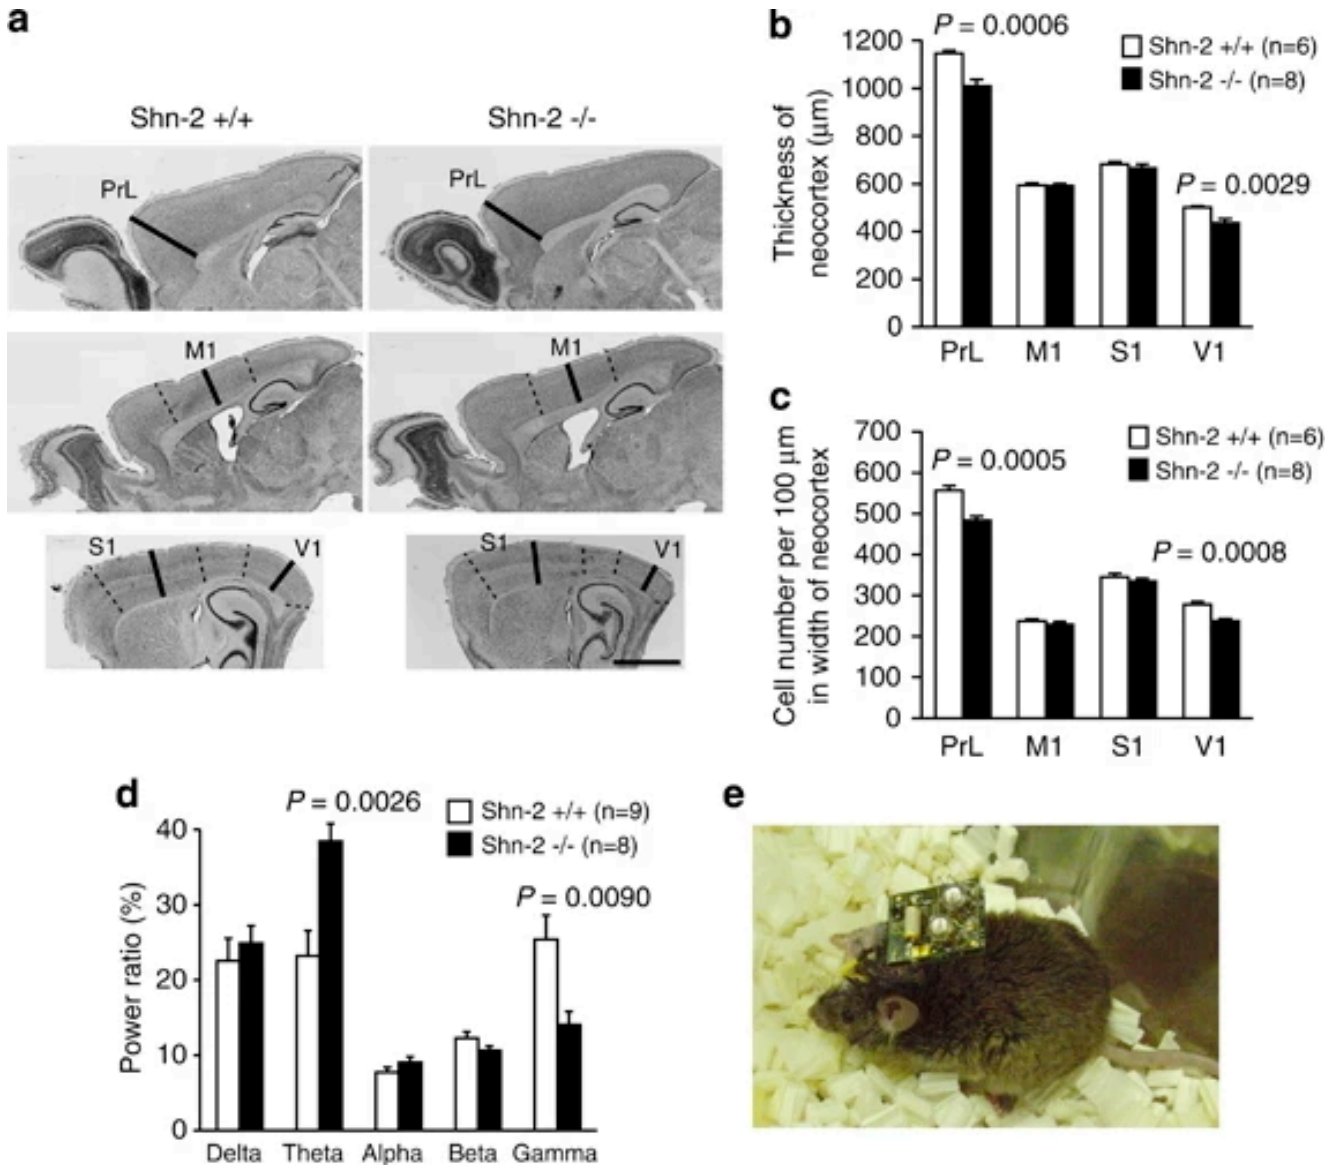 a
Shn-2 +/+
Shn-2 -/-
PrL
PrL
M1
M1
S1
V1
S1
V1
b
P = 0.0006
Shn-2 +/+ (n=6)
Shn-2 -/- (n=8)
P = 0.0029
Thickness of
neocortex (μm)
1200
1000
800
600
400
200
0
PrL M1 S1 V1
c
P = 0.0005
Shn-2 +/+ (n=6)
Shn-2 -/- (n=8)
P = 0.0008
Cell number per 100 μm
in width of neocortex
700
600
500
400
300
200
100
0
PrL M1 S1 V1
d
P = 0.0026
Shn-2 +/+ (n=9)
Shn-2 -/- (n=8)
P = 0.0090
Power ratio (%)
40
30
20
10
0
Delta Theta Alpha Beta Gamma
e